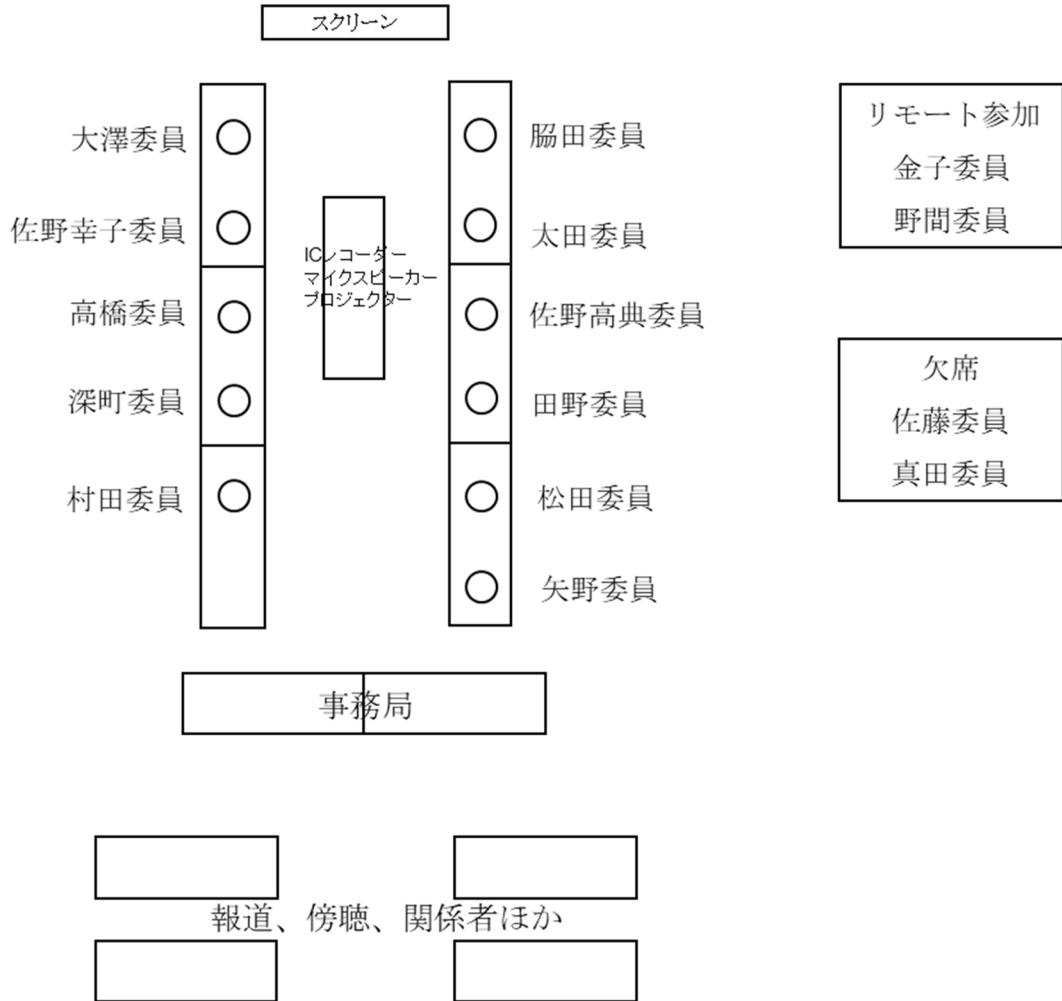 スクリーン
大澤委員
佐野幸子委員
高橋委員
深町委員
村田委員
ICレコーダー
マイクスピーカー
プロジェクター
脇田委員
太田委員
佐野高典委員
田野委員
松田委員
矢野委員
リモート参加
金子委員
野間委員
欠席
佐藤委員
真田委員
事務局
報道、傍聴、関係者ほか